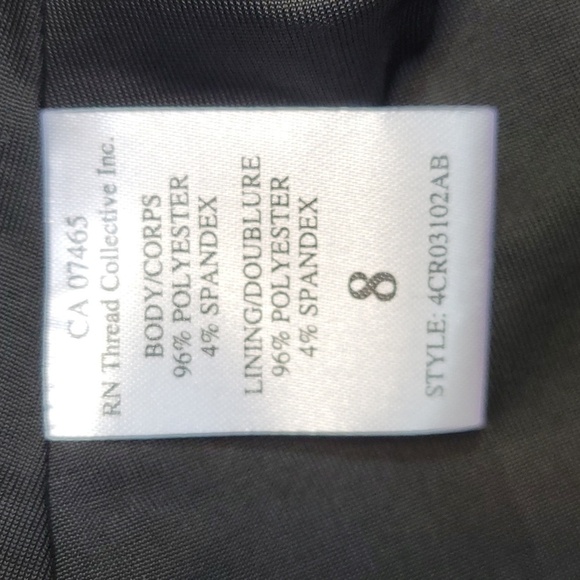 CA 07465
RN Thread Collective Inc.
BODY/CORPS
96% POLYESTER
4% SPANDEX
LINING/DOUBLURE
96% POLYESTER
4% SPANDEX
8
STYLE: 4CR03102AB